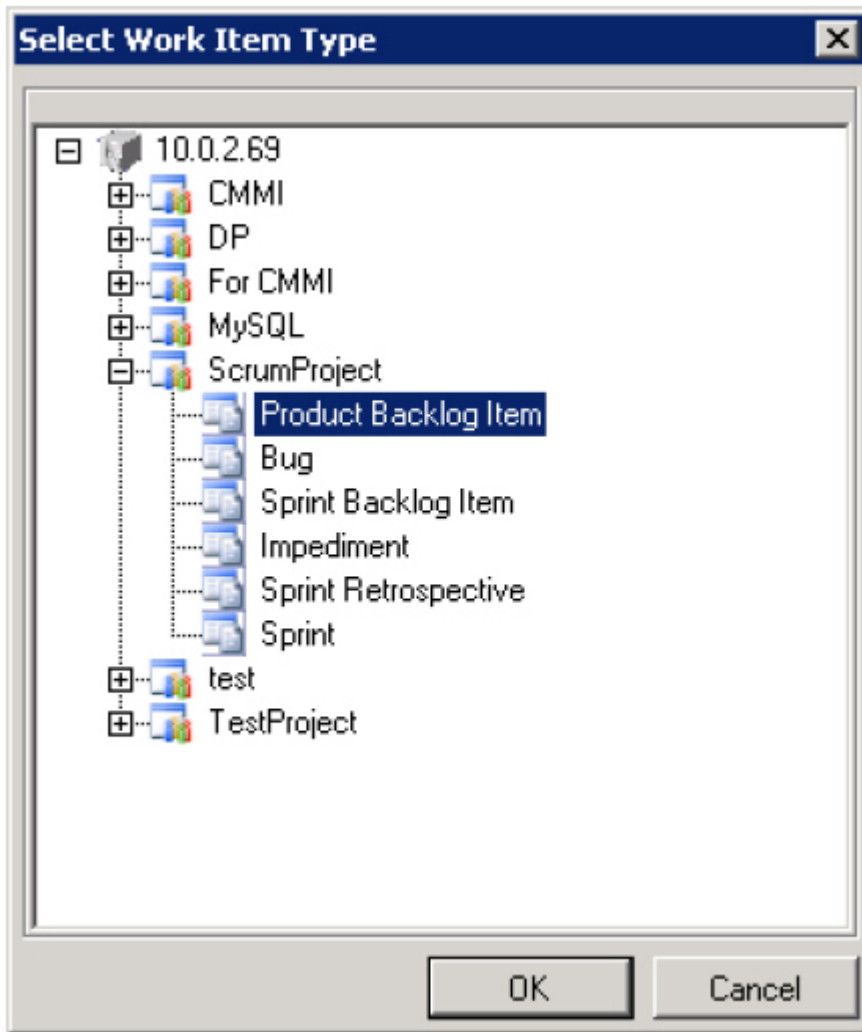 Select Work Item Type
10.0.2.69
CMMI
DP
For CMMI
MySQL
ScrumProject
Product Backlog Item
Bug
Sprint Backlog Item
Impediment
Sprint Retrospective
Sprint
test
TestProject
OK Cancel